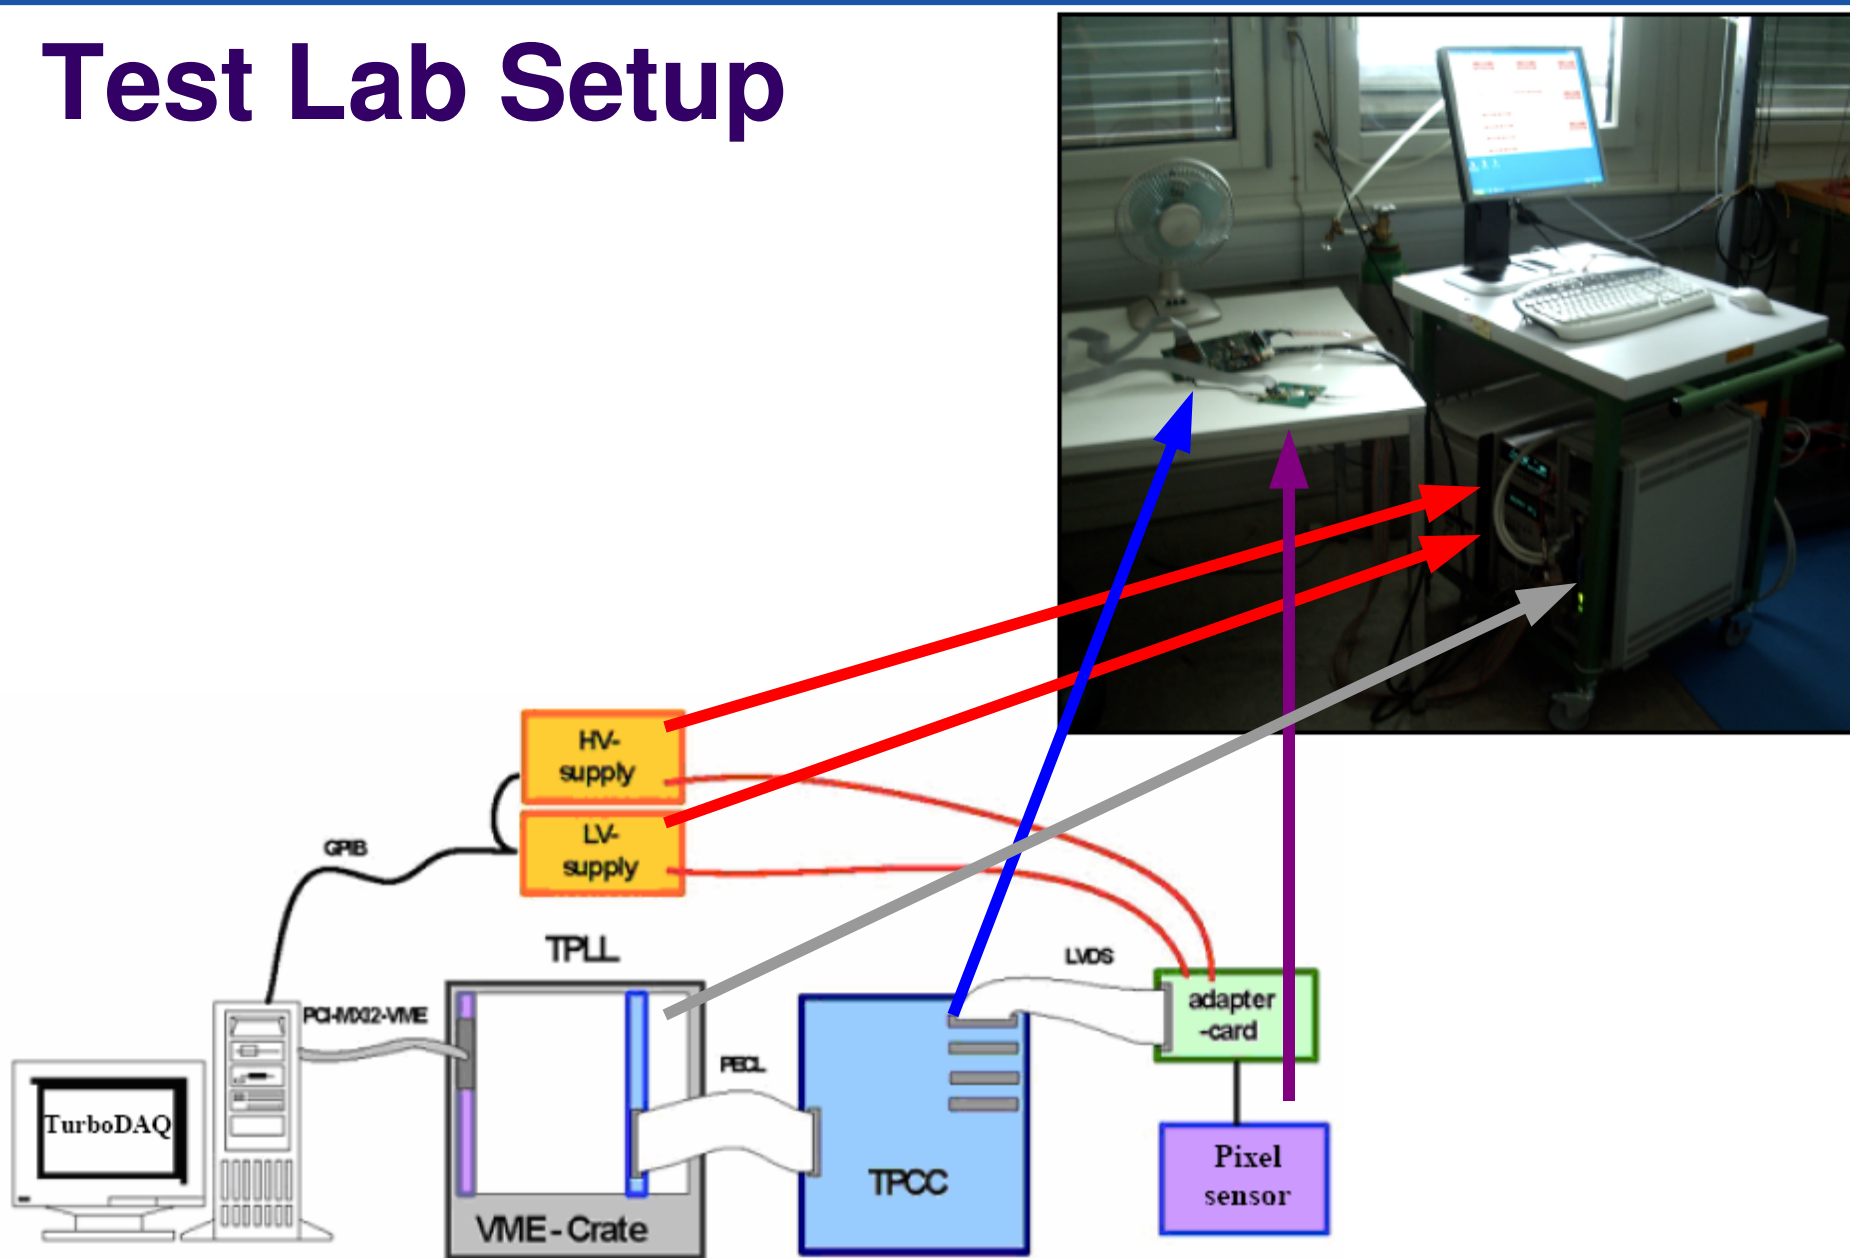 Test Lab Setup
HV-
supply
LV-
supply
GPIB
TPLL
LVDS
PCI-MXI2-VME
adapter
-card
PECL
TurboDAQ
TPCC
Pixel
sensor
VME-Crate